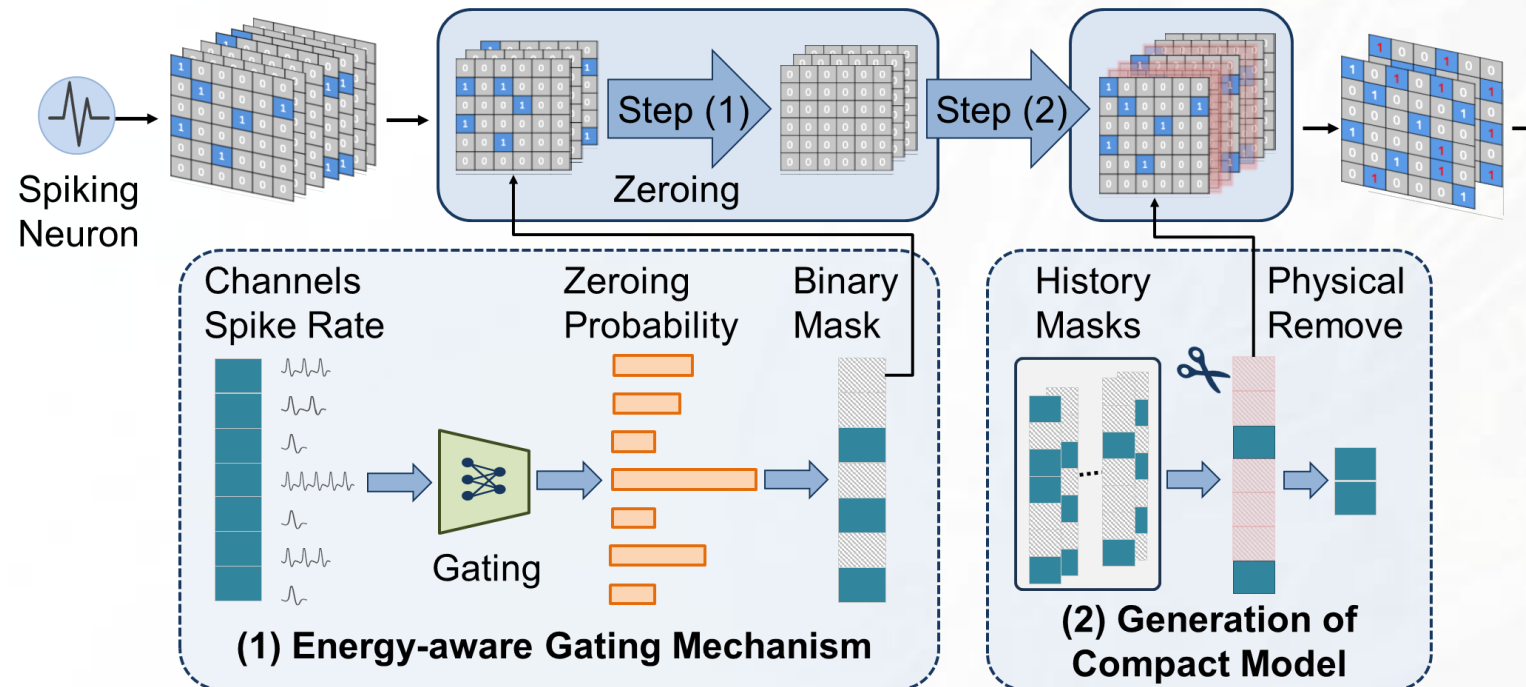 Spiking
Neuron
Step (1)
Zeroing
Step (2)
Channels
Spike Rate
Gating
Zeroing
Probability
Binary
Mask
(1) Energy-aware Gating Mechanism
History
Masks
Physical
Remove
(2) Generation of
Compact Model